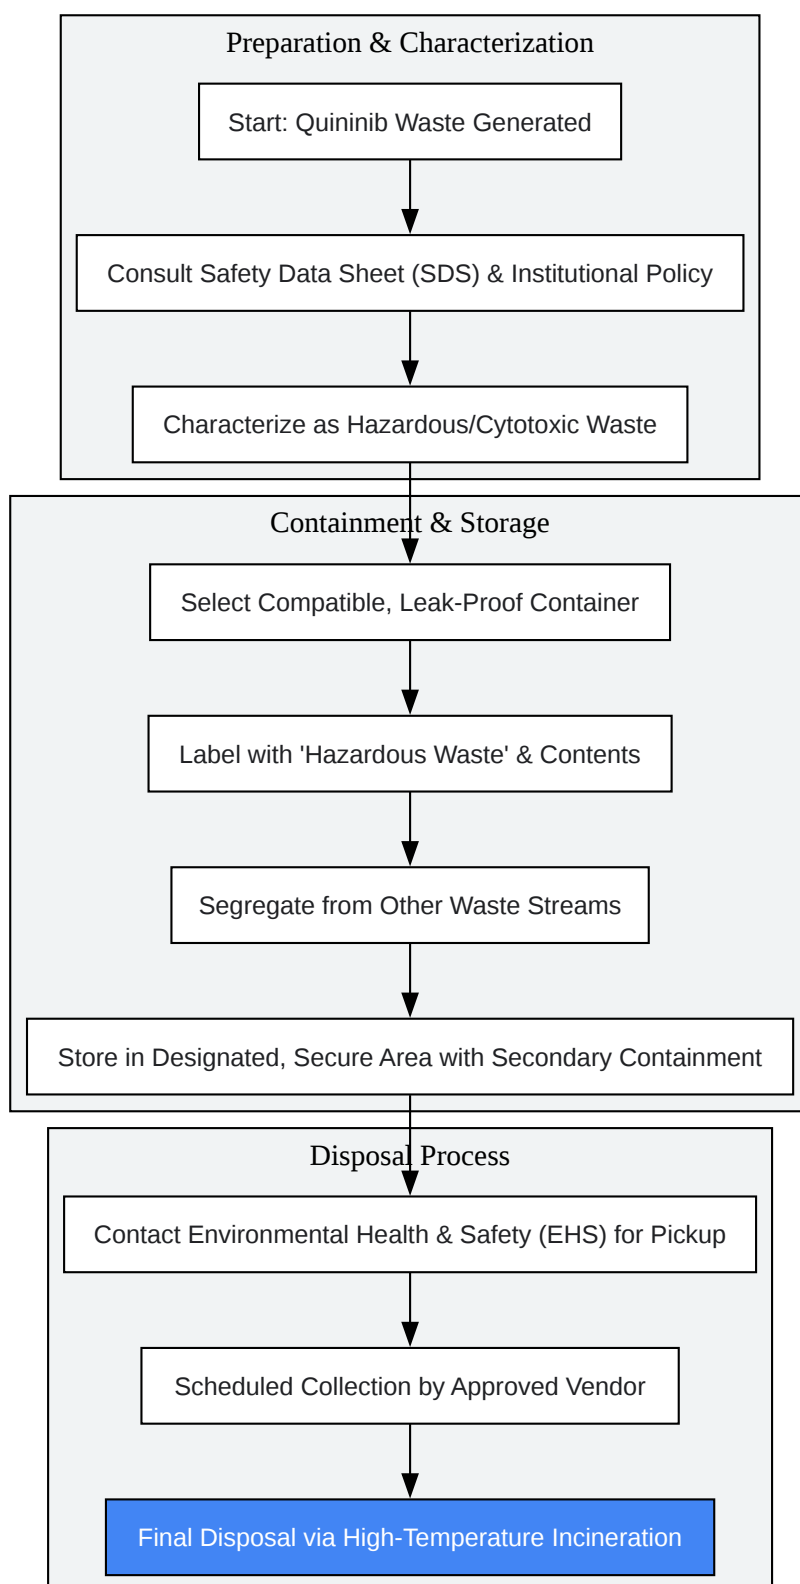 Preparation & Characterization
Start: Quininib Waste Generated
Consult Safety Data Sheet (SDS) & Institutional Policy
Characterize as Hazardous/Cytotoxic Waste
Containment & Storage
Select Compatible, Leak-Proof Container
Label with 'Hazardous Waste' & Contents
Segregate from Other Waste Streams
Store in Designated, Secure Area with Secondary Containment
Disposal Process
Contact Environmental Health & Safety (EHS) for Pickup
Scheduled Collection by Approved Vendor
Final Disposal via High-Temperature Incineration